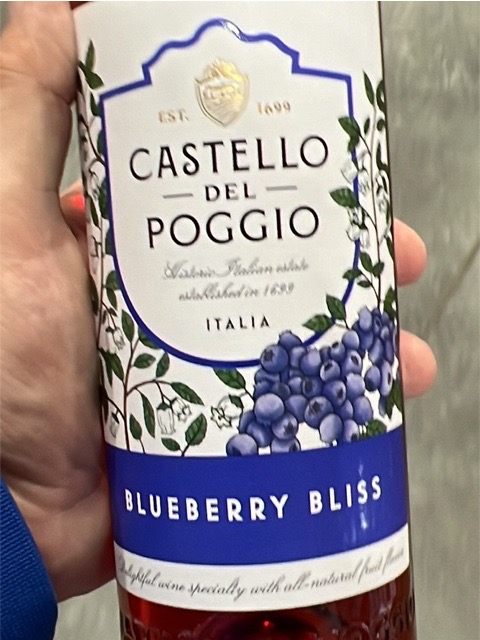 EST. 1699
CASTELLO
DEL
POGGIO
Historic Italian estate
established in 1699
ITALIA
BLUEBERRY BLISS
Delightful wine specialty with all-natural fruit flavor